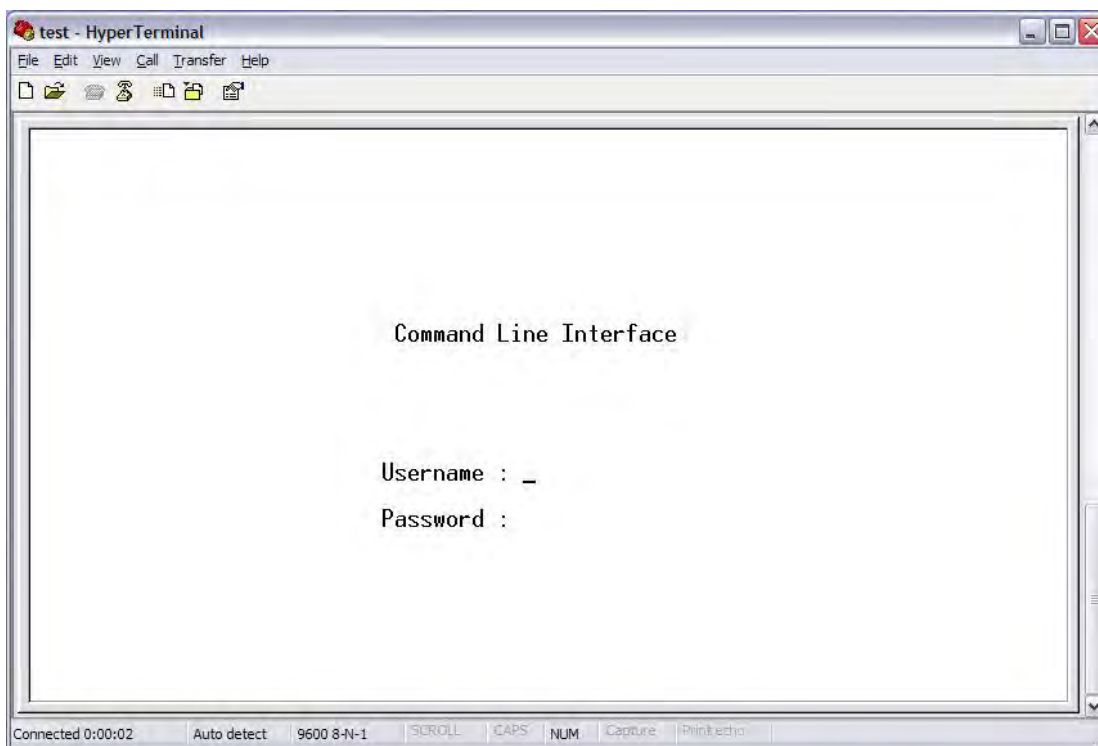 test - HyperTerminal
File Edit View Call Transfer Help
Command Line Interface
Username : _
Password :
Connected 0:00:02 Auto detect 9600 8-N-1 SCROLL CAPS NUM Capture Print echo